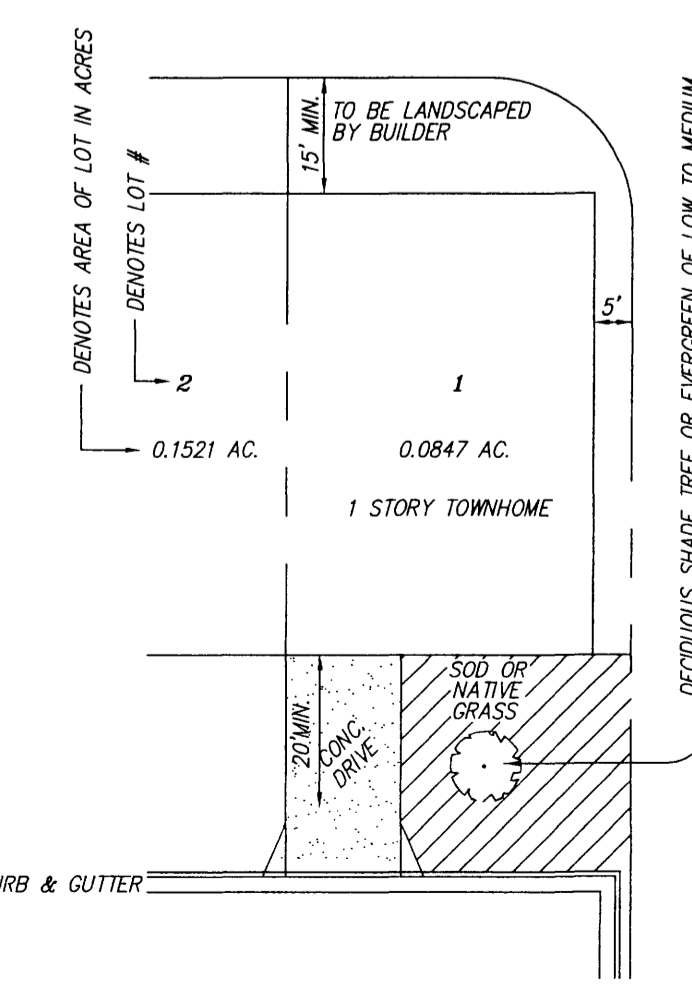 DENOTES AREA OF LOT IN ACRES
DENOTES LOT #
15' MIN.
TO BE LANDSCAPED
BY BUILDER
5'
2
1
0.1521 AC.
0.0847 AC.
1 STORY TOWNHOME
20'MIN.
CONC.
DRIVE
SOD OR
NATIVE
GRASS
DECIDUOUS SHADE TREE OR EVERGREEN OF LOW TO MEDIUM
& GUTTER